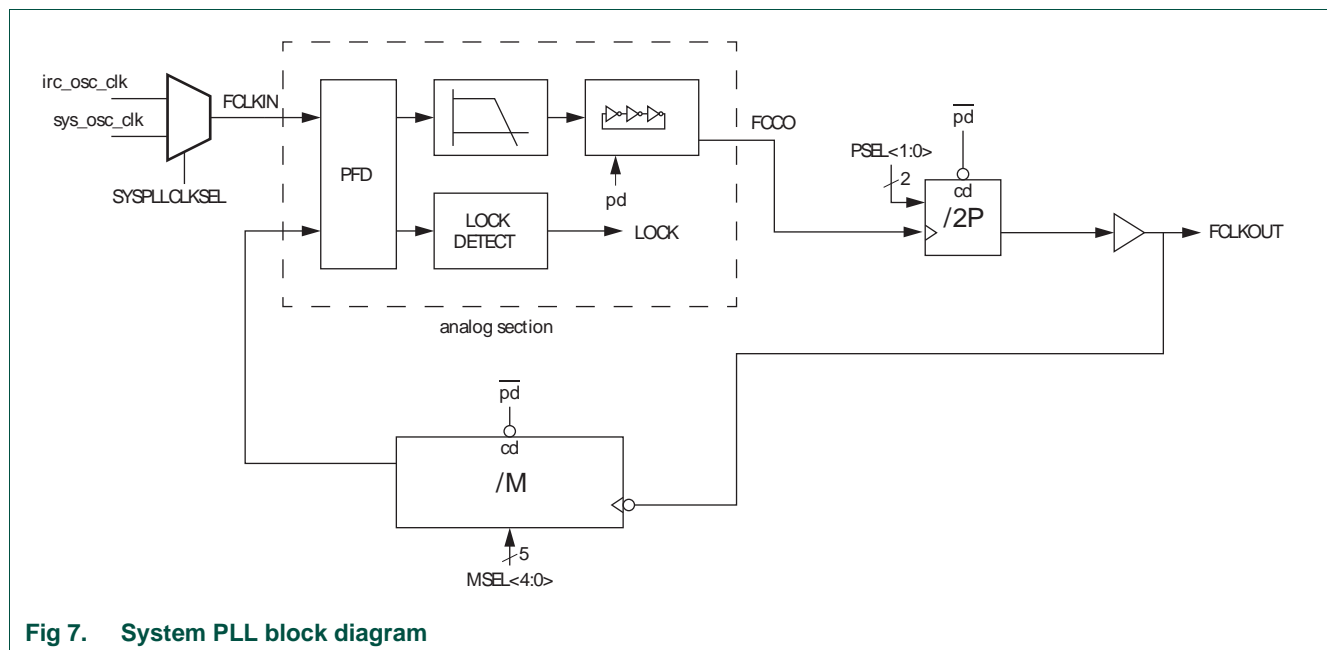 irc_osc_clk
sys_osc_clk
SYSPLLCLKSEL
FCLKIN
PFD
LOCK
DETECT
pd
LOCK
analog section
FCCO
PSEL<1:0>
2
pd
cd
/2P
FCLKOUT
pd
cd
/M
5
MSEL<4:0>
Fig 7. System PLL block diagram